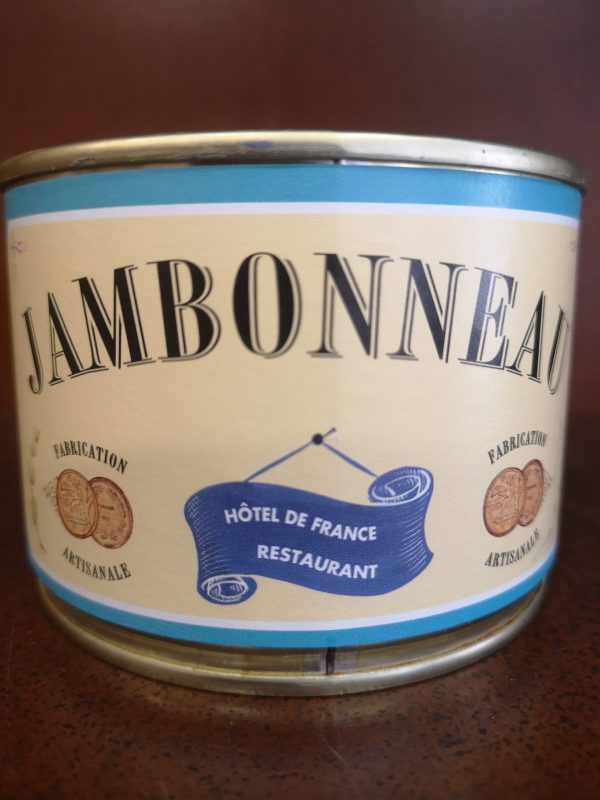 JAMBONNEAU
FABRICATION
ARTISANALE
HÔTEL DE FRANCE
RESTAURANT
FABRICATION
ARTISANALE